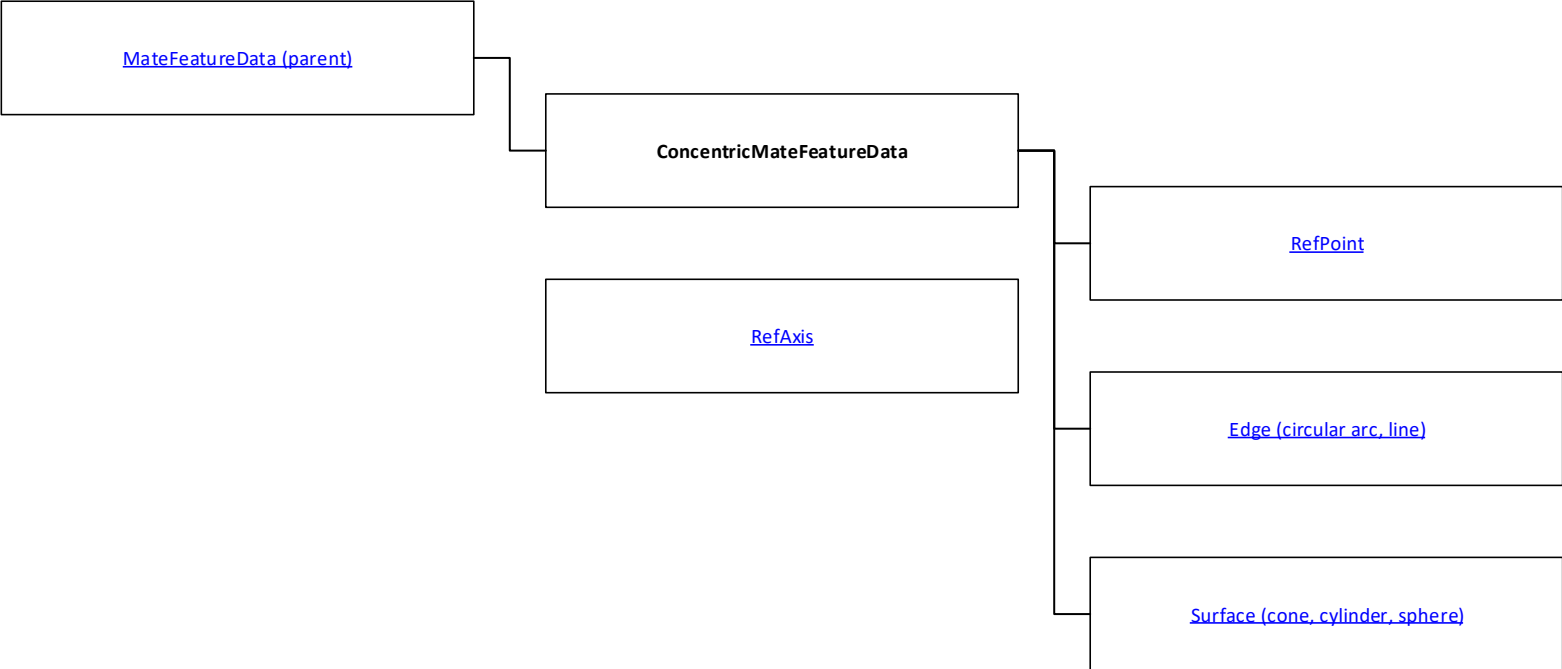 MateFeatureData (parent)
ConcentricMateFeatureData
RefPoint
RefAxis
Edge (circular arc, line)
Surface (cone, cylinder, sphere)